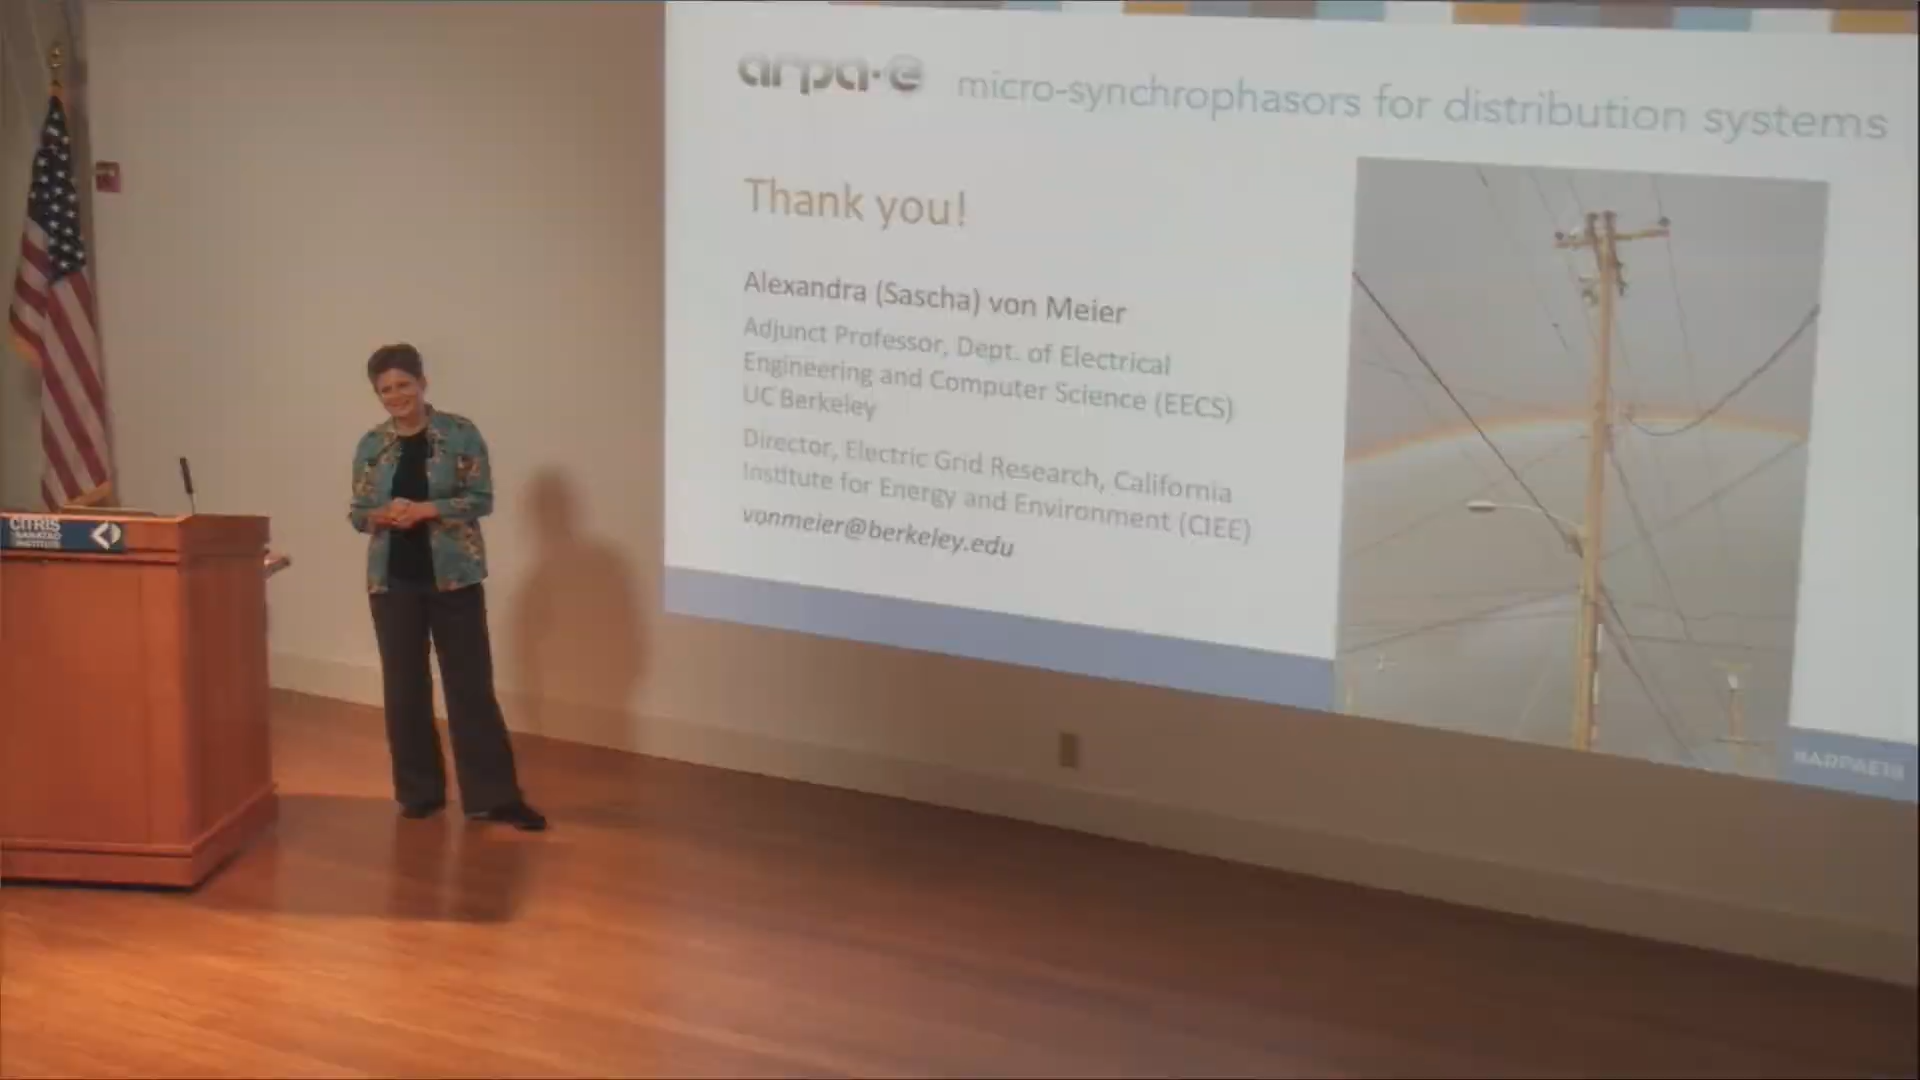 arpa·e micro-synchrophasors for distribution systems
Thank you!
Alexandra (Sascha) von Meier
Adjunct Professor, Dept. of Electrical
Engineering and Computer Science (EECS)
UC Berkeley
Director, Electric Grid Research, California
Institute for Energy and Environment (CIEE)
vonmeier@berkeley.edu
CITRIS
BANATAO
INSTITUTE